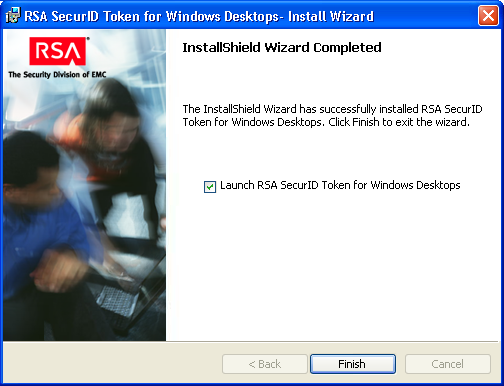 RSA SecurID Token for Windows Desktops- Install Wizard
RSA
The Security Division of EMC
InstallShield Wizard Completed
The InstallShield Wizard has successfully installed RSA SecurID
Token for Windows Desktops. Click Finish to exit the wizard.
Launch RSA SecurID Token for Windows Desktops
< Back
Finish
Cancel